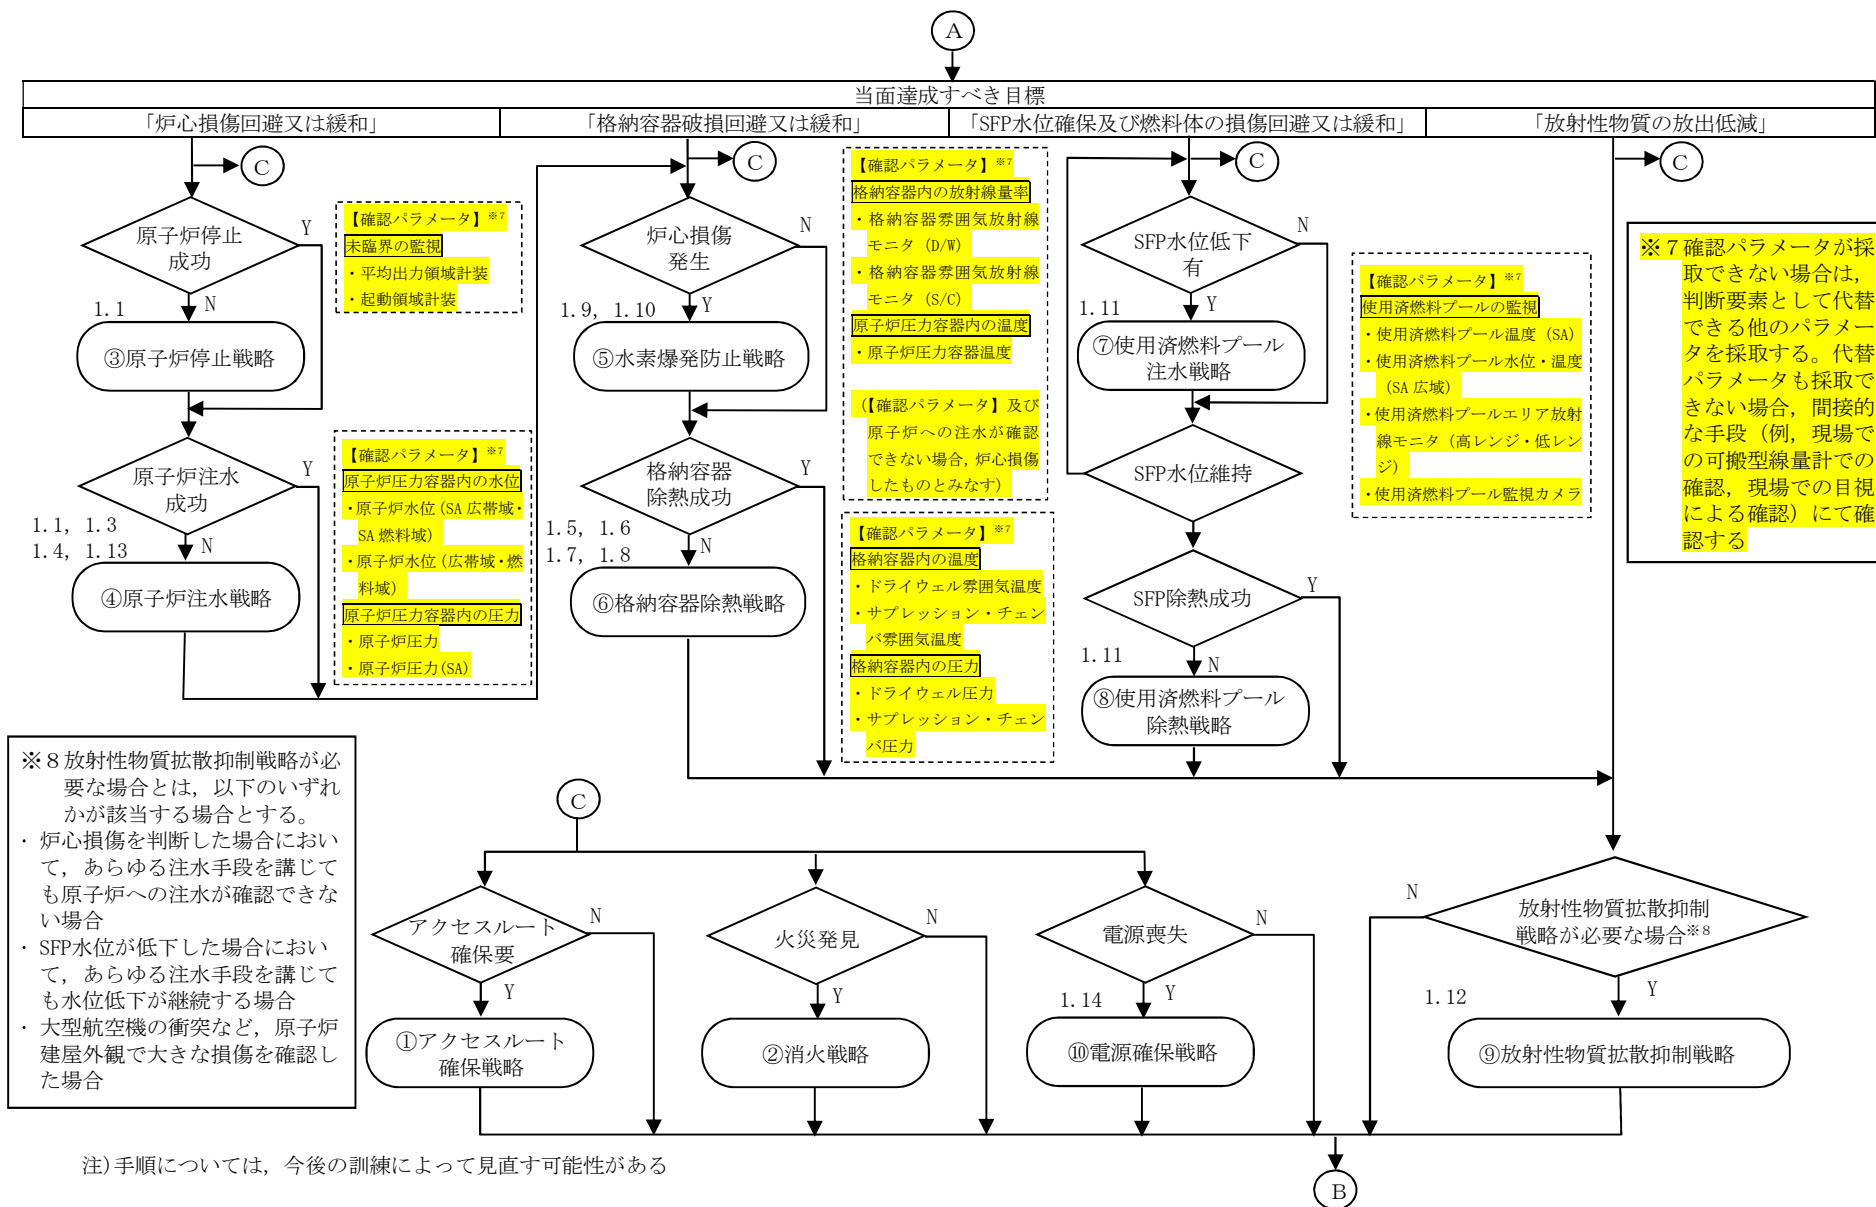 A
当面達成すべき目標
「炉心損傷回避又は緩和」
「格納容器破損回避又は緩和」
「SFP水位確保及び燃料体の損傷回避又は緩和」
「放射性物質の放出低減」
C
原子炉停止
成功
Y
N
1.1
③原子炉停止戦略
【確認パラメータ】※7
未臨界の監視
・平均出力領域計装
・起動領域計装
原子炉注水
成功
Y
N
1.1, 1.3
1.4, 1.13
④原子炉注水戦略
【確認パラメータ】※7
原子炉圧力容器内の水位
・原子炉水位(SA広帯域・
SA燃料域)
・原子炉水位(広帯域・燃
料域)
原子炉圧力容器内の圧力
・原子炉圧力
・原子炉圧力(SA)
C
炉心損傷
発生
N
Y
1.9, 1.10
⑤水素爆発防止戦略
格納容器
除熱成功
Y
N
1.5, 1.6
1.7, 1.8
⑥格納容器除熱戦略
【確認パラメータ】※7
格納容器内の放射線量率
・格納容器雰囲気放射線
モニタ(D/W)
・格納容器雰囲気放射線
モニタ(S/C)
原子炉圧力容器内の温度
・原子炉圧力容器温度
(【確認パラメータ】及び
原子炉への注水が確認
できない場合,炉心損傷
したものとみなす)
【確認パラメータ】※7
格納容器内の温度
・ドライウェル雰囲気温度
・サプレッション・チェン
バ雰囲気温度
格納容器内の圧力
・ドライウェル圧力
・サプレッション・チェン
バ圧力
C
SFP水位低下
有
N
Y
1.11
⑦使用済燃料プール
注水戦略
SFP水位維持
SFP除熱成功
Y
N
1.11
⑧使用済燃料プール
除熱戦略
【確認パラメータ】※7
使用済燃料プールの監視
・使用済燃料プール温度(SA)
・使用済燃料プール水位・温度
(SA広域)
・使用済燃料プールエリア放射
線モニタ(高レンジ・低レン
ジ)
・使用済燃料プール監視カメラ
C
※7確認パラメータが採
取できない場合は,
判断要素として代替
できる他のパラメー
タを採取する。代替
パラメータも採取で
きない場合,間接的
な手段(例,現場で
の可搬型線量計での
確認,現場での目視
による確認)にて確
認する
※8放射性物質拡散抑制戦略が必
要な場合とは,以下のいずれ
かが該当する場合とする。
・炉心損傷を判断した場合におい
て,あらゆる注水手段を講じて
も原子炉への注水が確認できな
い場合
・SFP水位が低下した場合におい
て,あらゆる注水手段を講じて
も水位低下が継続する場合
・大型航空機の衝突など,原子炉
建屋外観で大きな損傷を確認し
た場合
C
アクセスルート
確保要
N
Y
①アクセスルート
確保戦略
火災発見
N
Y
②消火戦略
電源喪失
N
Y
1.14
⑩電源確保戦略
放射性物質拡散抑制
戦略が必要な場合※8
N
Y
1.12
⑨放射性物質拡散抑制戦略
注)手順については,今後の訓練によって見直す可能性がある
B